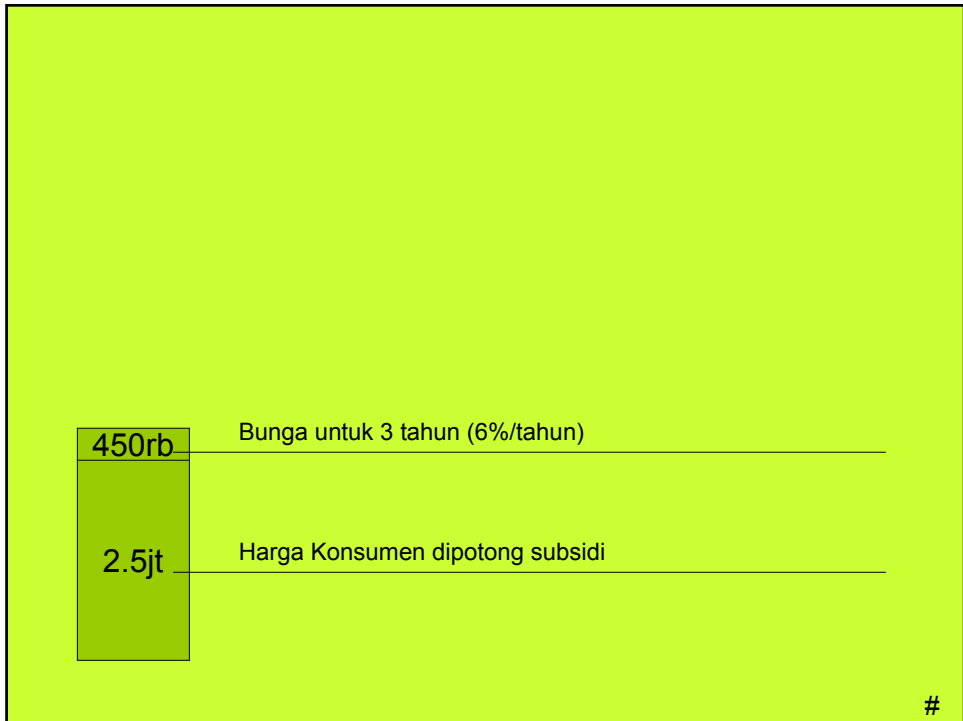 450rb
Bunga untuk 3 tahun (6%/tahun)
2.5jt
Harga Konsumen dipotong subsidi
#